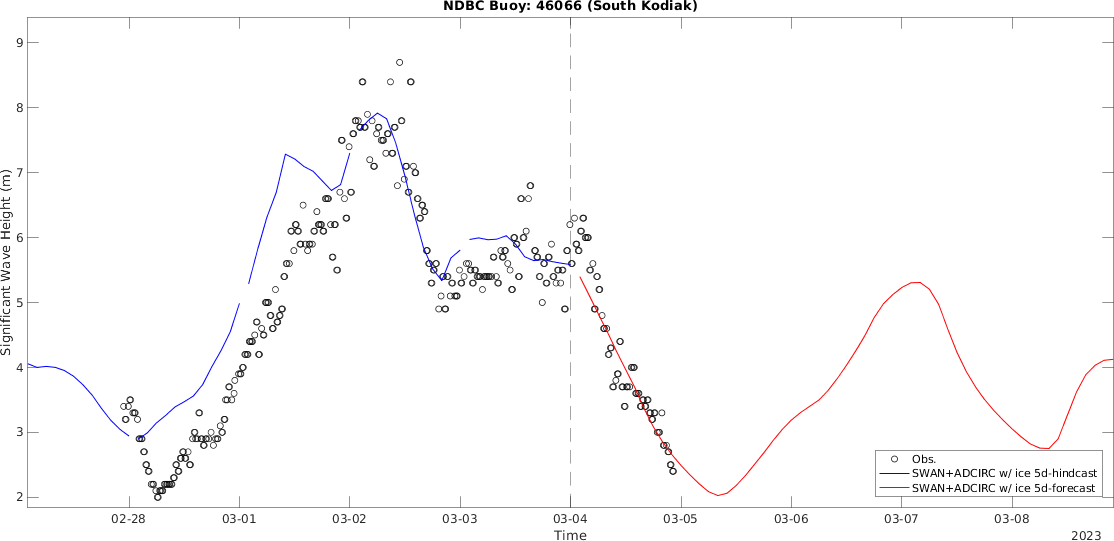 NDBC Buoy: 46066 (South Kodiak)
Significant Wave Height (m)
9
8
7
6
5
4
3
2
Obs.
SWAN+ADCIRC w/ ice 5d-hindcast
SWAN+ADCIRC w/ ice 5d-forecast
02-28 03-01 03-02 03-03 03-04 03-05 03-06 03-07 03-08
Time
2023